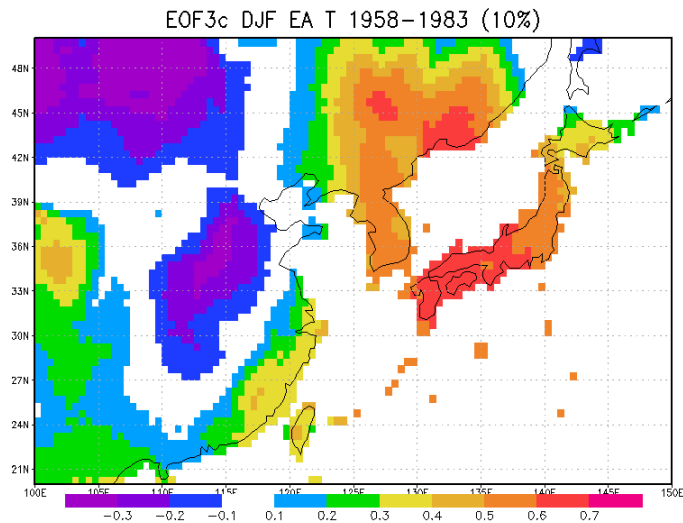 EOF3c DJF EA T 1958−1983 (10%)
48N
45N
42N
39N
36N
33N
30N
27N
24N
21N
100E 105E 110E 115E 120E 125E 130E 135E 140E 145E 150E
−0.3 −0.2 −0.1 0.1 0.2 0.3 0.4 0.5 0.6 0.7